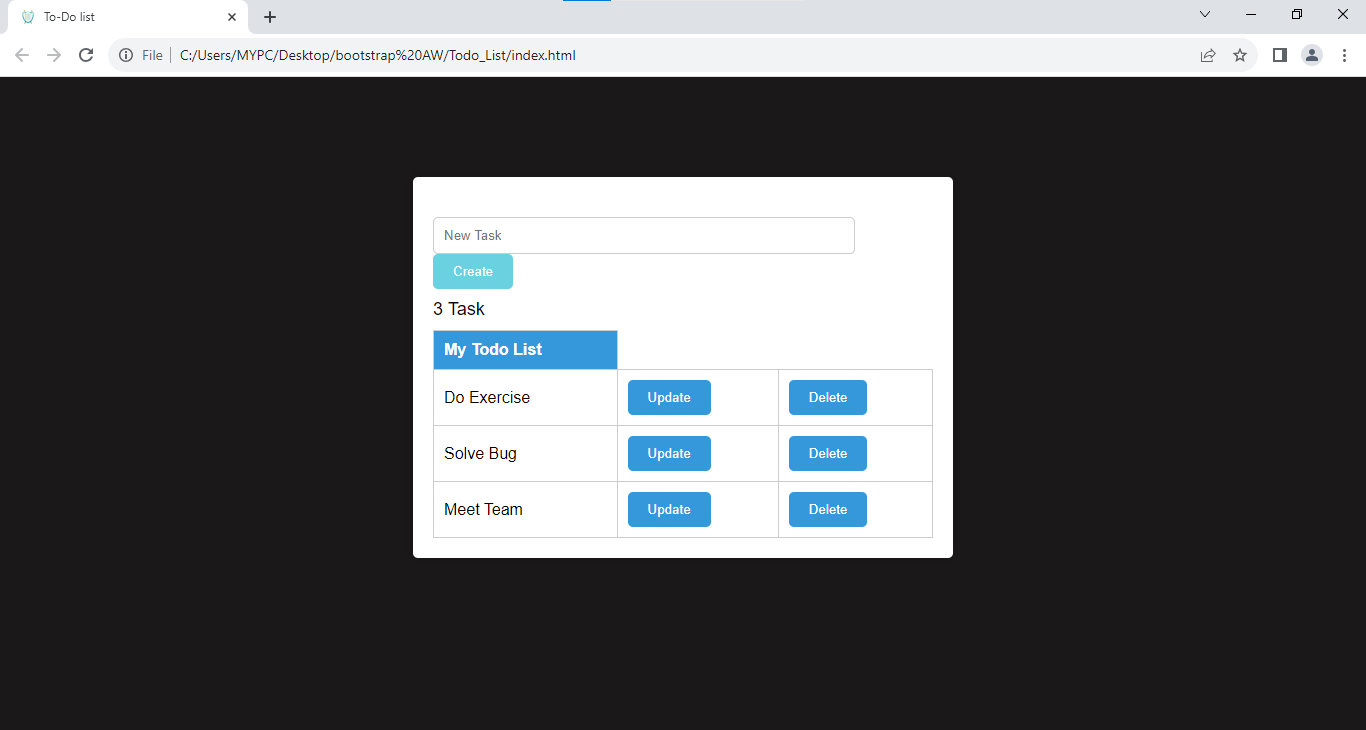 To-Do list
File C:/Users/MYPC/Desktop/bootstrap%20AW/Todo_List/index.html
New Task
Create
3 Task
My Todo List
Do Exercise Update Delete
Solve Bug Update Delete
Meet Team Update Delete